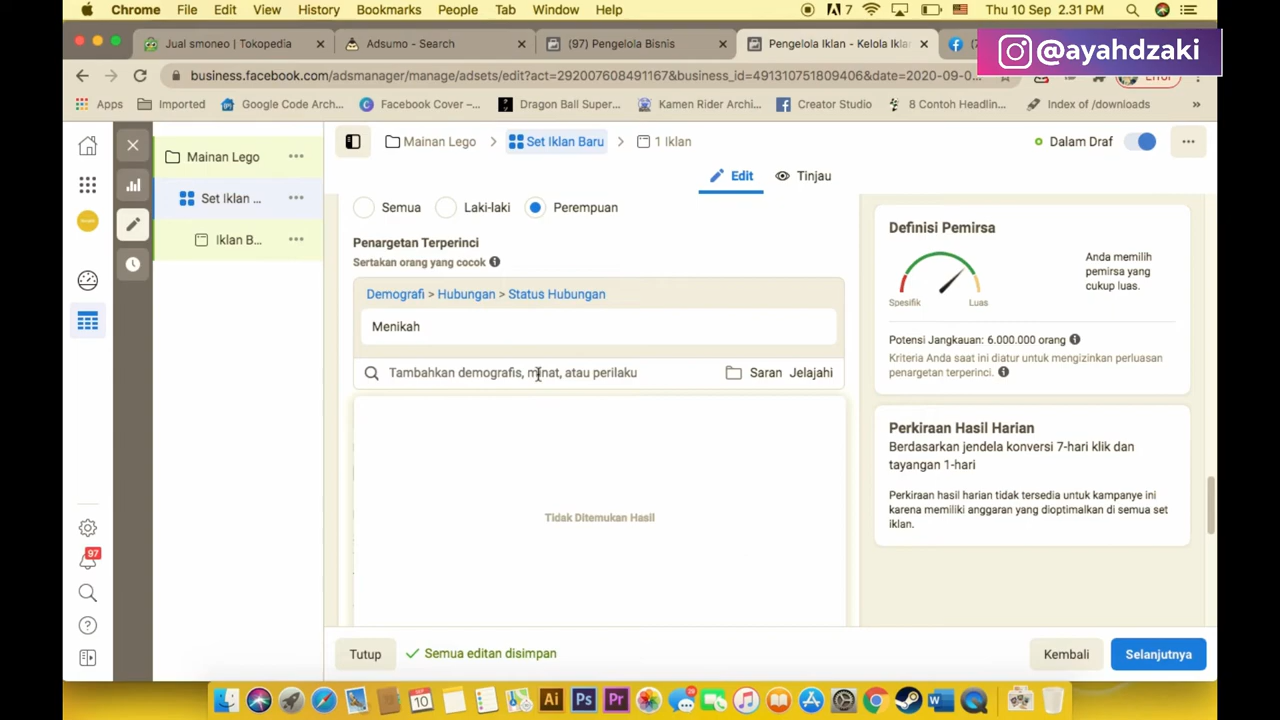 Chrome File Edit View History Bookmarks People Tab Window Help
7
Thu 10 Sep 2.31 PM
Jual smoneo | Tokopedia
Adsumo - Search
(97) Pengelola Bisnis
Pengelola Iklan - Kelola Iklan
@ayahdzaki
business.facebook.com/adsmanager/manage/adsets/edit?act=292007608491167&business_id=491310751809406&date=2020-09-0...
Error
Apps
Imported
Google Code Arch...
Facebook Cover –...
Dragon Ball Super...
Kamen Rider Archi...
Creator Studio
8 Contoh Headlin...
Index of /downloads
»
Mainan Lego
Set Iklan Baru
1 Iklan
Dalam Draf
Mainan Lego
Set Iklan ...
Iklan B...
Edit
Tinjau
Semua
Laki-laki
Perempuan
Penargetan Terperinci
Sertakan orang yang cocok
Demografi > Hubungan > Status Hubungan
Menikah
Tambahkan demografis, minat, atau perilaku
Saran
Jelajahi
Tidak Ditemukan Hasil
Definisi Pemirsa
Spesifik
Luas
Anda memilih
pemirsa yang
cukup luas.
Potensi Jangkauan: 6.000.000 orang
Kriteria Anda saat ini diatur untuk mengizinkan perluasan
penargetan terperinci.
Perkiraan Hasil Harian
Berdasarkan jendela konversi 7-hari klik dan
tayangan 1-hari
Perkiraan hasil harian tidak tersedia untuk kampanye ini
karena memiliki anggaran yang dioptimalkan di semua set
iklan.
97
Tutup
Semua editan disimpan
Kembali
Selanjutnya
10
Ai
Ps
Pr